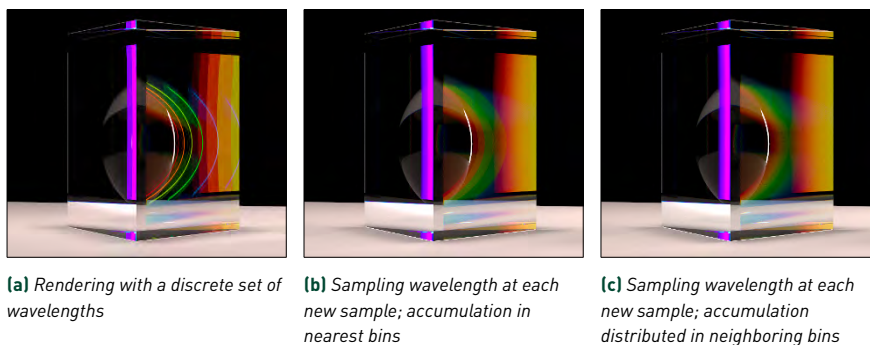 (a) Rendering with a discrete set of
wavelengths
(b) Sampling wavelength at each
new sample; accumulation in
nearest bins
(c) Sampling wavelength at each
new sample; accumulation
distributed in neighboring bins